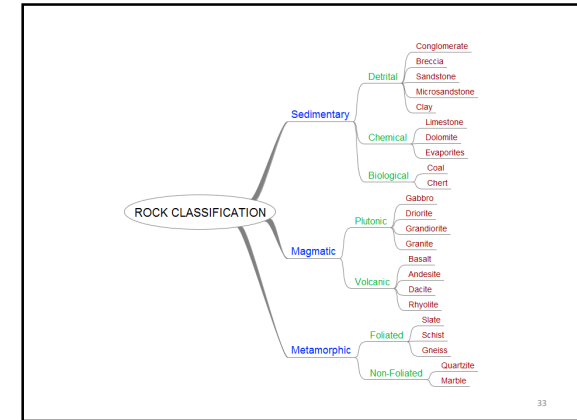 ROCK CLASSIFICATION
Sedimentary
Detrital
Conglomerate
Breccia
Sandstone
Microsandstone
Clay
Chemical
Limestone
Dolomite
Evaporites
Biological
Coal
Chert
Magmatic
Plutonic
Gabbro
Driorite
Grandiorite
Granite
Volcanic
Basalt
Andesite
Dacite
Rhyolite
Metamorphic
Foliated
Slate
Schist
Gneiss
Non-Foliated
Quartzite
Marble
33